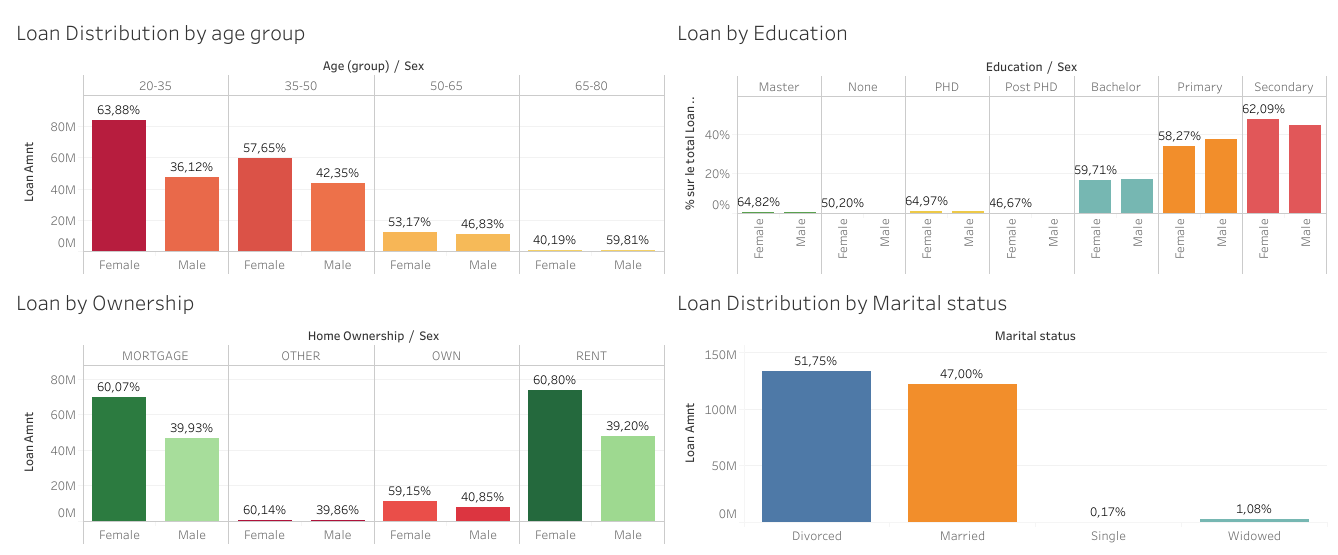 Loan Distribution by age group
Age (group) / Sex
20-35 35-50 50-65 65-80
Loan Amnt
80M
60M
40M
20M
0M
63,88% 36,12% 57,65% 42,35% 53,17% 46,83% 40,19% 59,81%
Female Male Female Male Female Male Female Male
Loan by Education
Education / Sex
Master None PHD Post PHD Bachelor Primary Secondary
% sur le total Loan ..
40%
20%
0%
64,82% 50,20% 64,97% 46,67% 59,71% 58,27% 62,09%
Female Male Female Male Female Male Female Male Female Male Female Male Female Male
Loan by Ownership
Home Ownership / Sex
MORTGAGE OTHER OWN RENT
Loan Amnt
80M
60M
40M
20M
0M
60,07% 39,93% 60,14% 39,86% 59,15% 40,85% 60,80% 39,20%
Female Male Female Male Female Male Female Male
Loan Distribution by Marital status
Marital status
Loan Amnt
150M
100M
50M
0M
51,75% 47,00% 0,17% 1,08%
Divorced Married Single Widowed